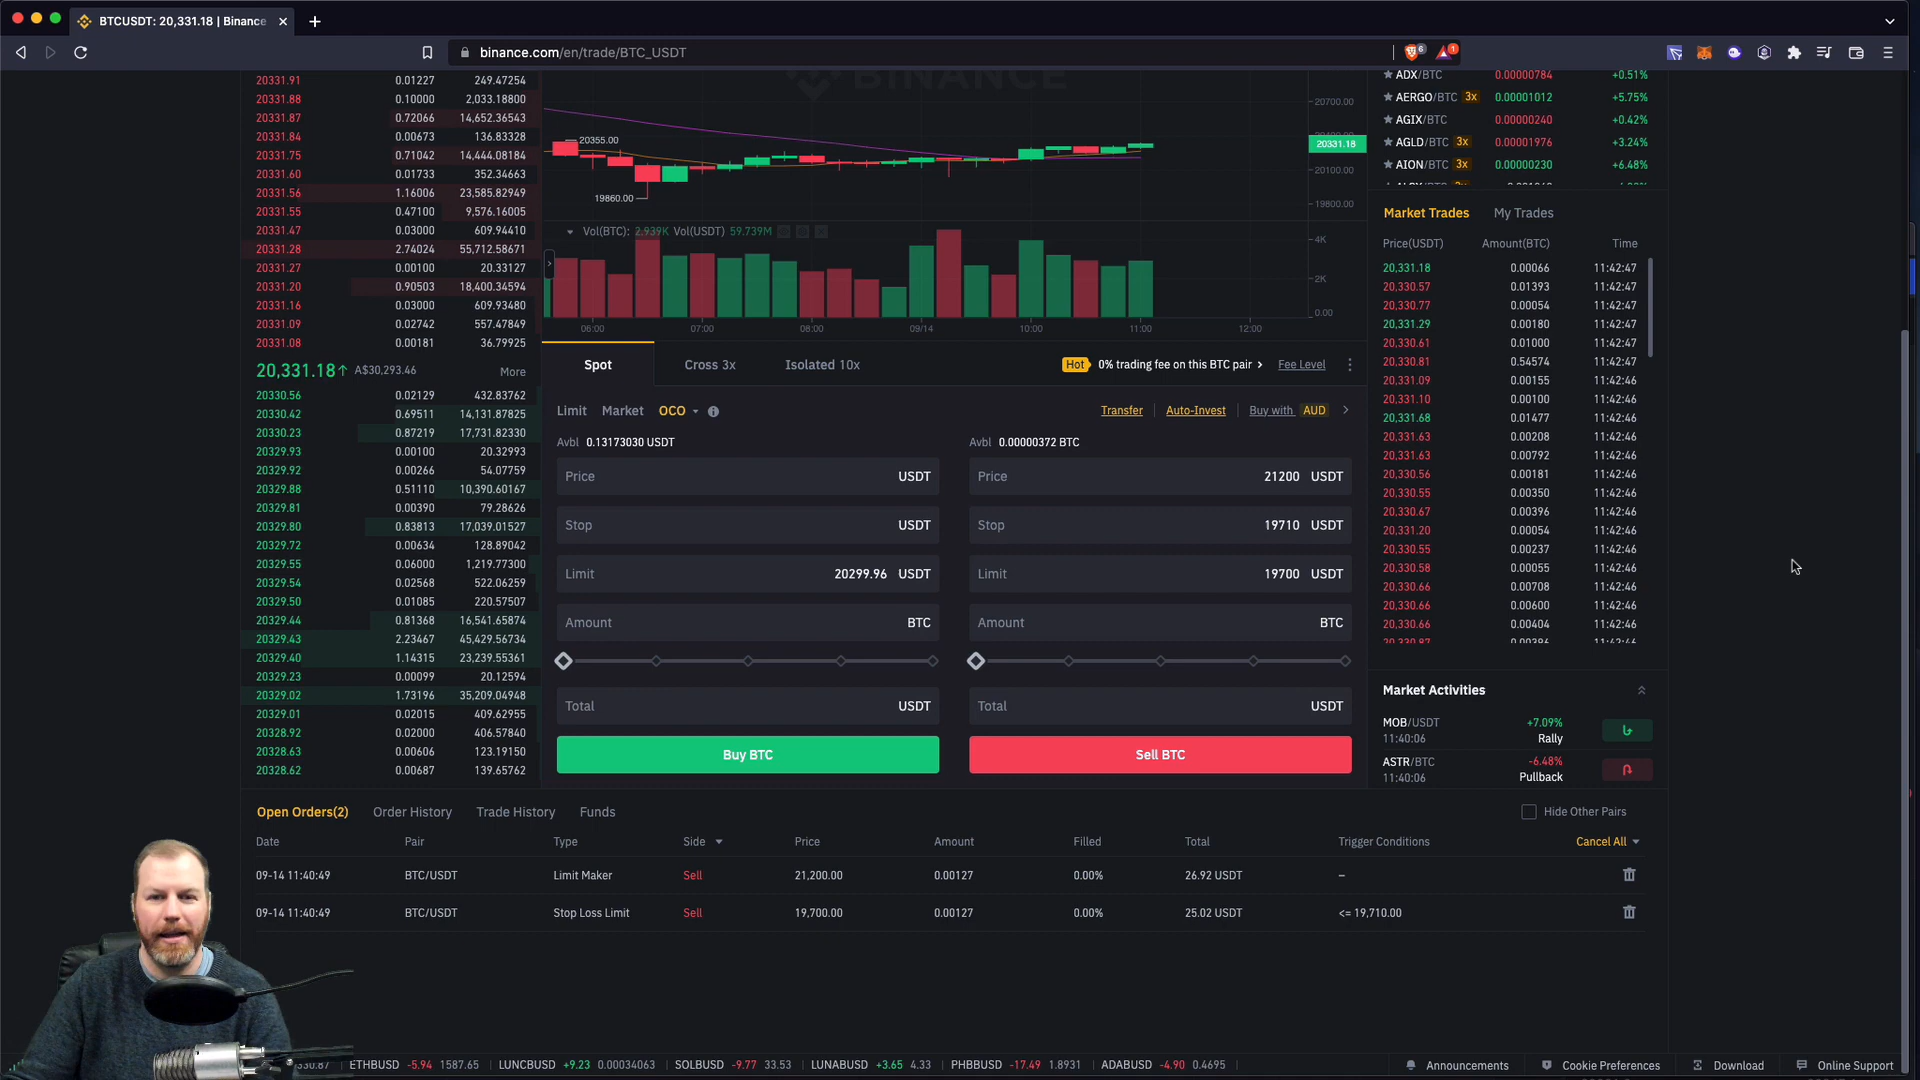 BTCUSDT: 20,331.18 | Binance
binance.com/en/trade/BTC_USDT
6
1
20331.91 0.01227 249.47254
20331.88 0.10000 2,033.18800
20331.87 0.72066 14,652.36543
20331.84 0.00673 136.83328
20331.75 0.71042 14,444.08184
20331.60 0.01733 352.34663
20331.56 1.16006 23,585.82949
20331.55 0.47100 9,576.16005
20331.47 0.03000 609.94410
20331.28 2.74024 55,712.58671
20331.27 0.00100 20.33127
20331.20 0.90503 18,400.34594
20331.16 0.03000 609.93480
20331.09 0.02742 557.47849
20331.08 0.00181 36.79925
20,331.18↑ A$30,293.46 More
20330.56 0.02129 432.83762
20330.42 0.69511 14,131.87825
20330.23 0.87219 17,731.82330
20329.93 0.00100 20.32993
20329.92 0.00266 54.07759
20329.88 0.51110 10,390.60167
20329.81 0.00390 79.28626
20329.80 0.83813 17,039.01527
20329.72 0.00634 128.89042
20329.55 0.06000 1,219.77300
20329.54 0.02568 522.06259
20329.50 0.01085 220.57507
20329.44 0.81368 16,541.65874
20329.43 2.23467 45,429.56734
20329.40 1.14315 23,239.55361
20329.23 0.00099 20.12594
20329.02 1.73196 35,209.04948
20329.01 0.02015 409.62955
20328.92 0.02000 406.57840
20328.63 0.00606 123.19150
20328.62 0.00687 139.65762
BINANCE
20700.00
20355.00
20331.18
20100.00
19860.00
19800.00
Vol(BTC): 2.939K Vol(USDT) 59.739M
4K
2K
0.00
06:00 07:00 08:00 09/14 10:00 11:00 12:00
Spot Cross 3x Isolated 10x
Hot 0% trading fee on this BTC pair Fee Level
Limit Market OCO
Transfer Auto-Invest Buy with AUD
Avbl 0.13173030 USDT
Price USDT
Stop USDT
Limit 20299.96 USDT
Amount BTC
Total USDT
Buy BTC
Avbl 0.00000372 BTC
Price 21200 USDT
Stop 19710 USDT
Limit 19700 USDT
Amount BTC
Total USDT
Sell BTC
ADX/BTC 0.00000784 +0.51%
AERGO/BTC 3x 0.00001012 +5.75%
AGIX/BTC 0.00000240 +0.42%
AGLD/BTC 3x 0.00001976 +3.24%
AION/BTC 3x 0.00000230 +6.48%
Market Trades My Trades
Price(USDT) Amount(BTC) Time
20,331.18 0.00066 11:42:47
20,330.57 0.01393 11:42:47
20,330.77 0.00054 11:42:47
20,331.29 0.00180 11:42:47
20,330.61 0.01000 11:42:47
20,330.81 0.54574 11:42:47
20,331.09 0.00155 11:42:46
20,331.10 0.00100 11:42:46
20,331.68 0.01477 11:42:46
20,331.63 0.00208 11:42:46
20,331.63 0.00792 11:42:46
20,330.56 0.00181 11:42:46
20,330.55 0.00350 11:42:46
20,330.67 0.00396 11:42:46
20,331.20 0.00054 11:42:46
20,330.55 0.00237 11:42:46
20,330.58 0.00055 11:42:46
20,330.66 0.00708 11:42:46
20,330.66 0.00600 11:42:46
20,330.66 0.00404 11:42:46
20,330.87 0.00396 11:42:46
Market Activities
MOB/USDT +7.09%
11:40:06 Rally
ASTR/BTC -6.48%
11:40:06 Pullback
Open Orders(2) Order History Trade History Funds
Hide Other Pairs
Date Pair Type Side Price Amount Filled Total Trigger Conditions Cancel All
09-14 11:40:49 BTC/USDT Limit Maker Sell 21,200.00 0.00127 0.00% 26.92 USDT –
09-14 11:40:49 BTC/USDT Stop Loss Limit Sell 19,700.00 0.00127 0.00% 25.02 USDT <= 19,710.00
ETHBUSD -5.94 1587.65 LUNCBUSD +9.23 0.00034063 SOLBUSD -9.77 33.53 LUNABUSD +3.65 4.33 PHBBUSD -17.49 1.8931 ADABUSD -4.90 0.4695
Announcements Cookie Preferences Download Online Support